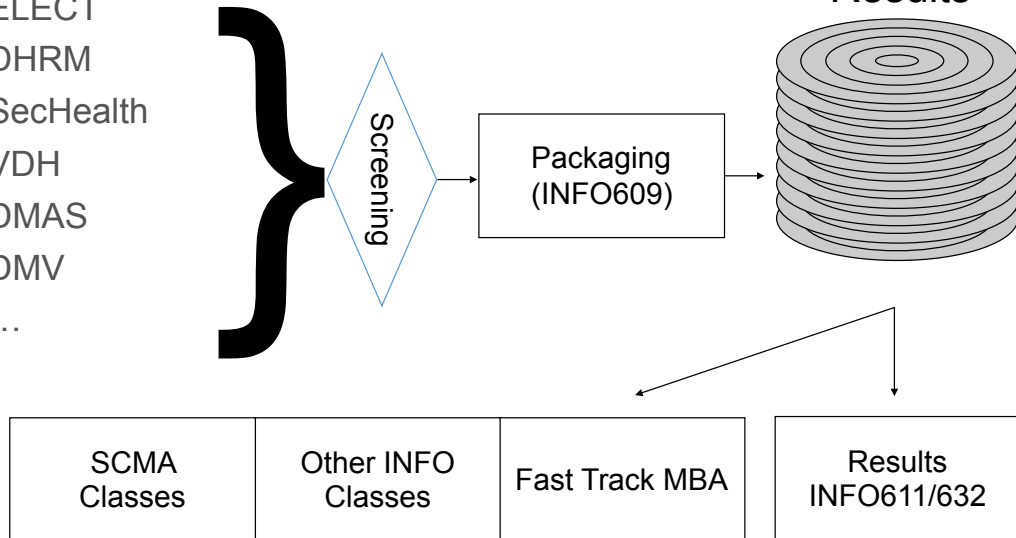 Results
ELECT
DHRM
SecHealth
VDH
DMAS
DMV
…
Screening
Packaging
(INFO609)
SCMA
Classes
Other INFO
Classes
Fast Track MBA
Results
INFO611/632